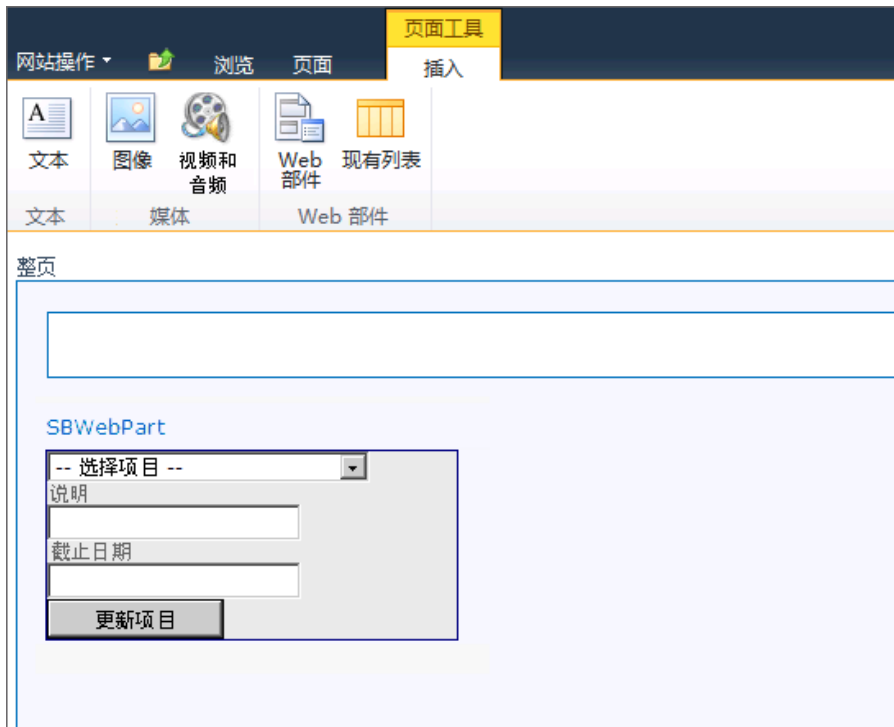 页面工具
网站操作 浏览 页面 插入
A
文本 图像 视频和音频 Web 部件 现有列表
文本 媒体 Web 部件
整页
SBWebPart
-- 选择项目 --
说明
截止日期
更新项目